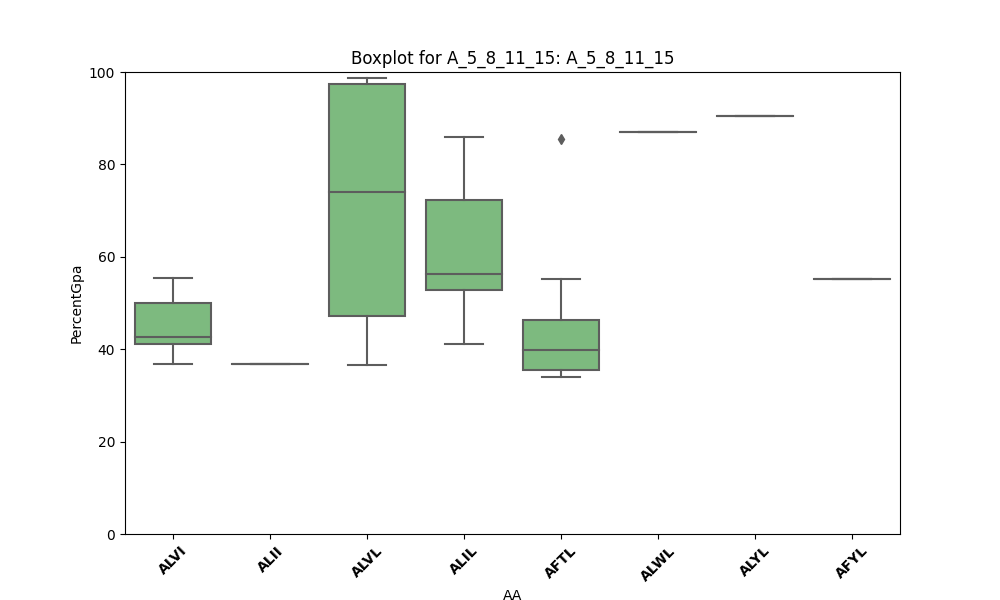 Boxplot for A_5_8_11_15: A_5_8_11_15
100
80
60
40
20
0
PercentGpa
ALVI
ALII
ALVL
ALIL
AFTL
ALWL
ALYL
AFYL
AA